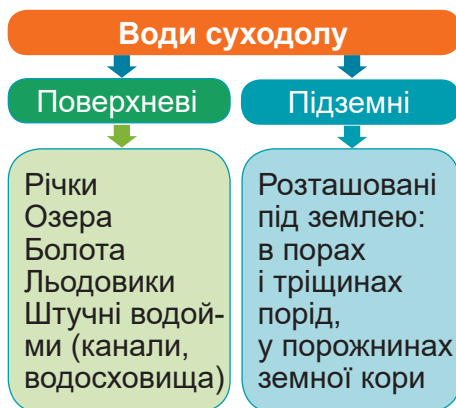 Води суходолу
Поверхневі
Підземні
Річки
Озера
Болота
Льодовики
Штучні водой-
ми (канали,
водосховища)
Розташовані
під землею:
в порах
і тріщинах
порід,
у порожнинах
земної кори